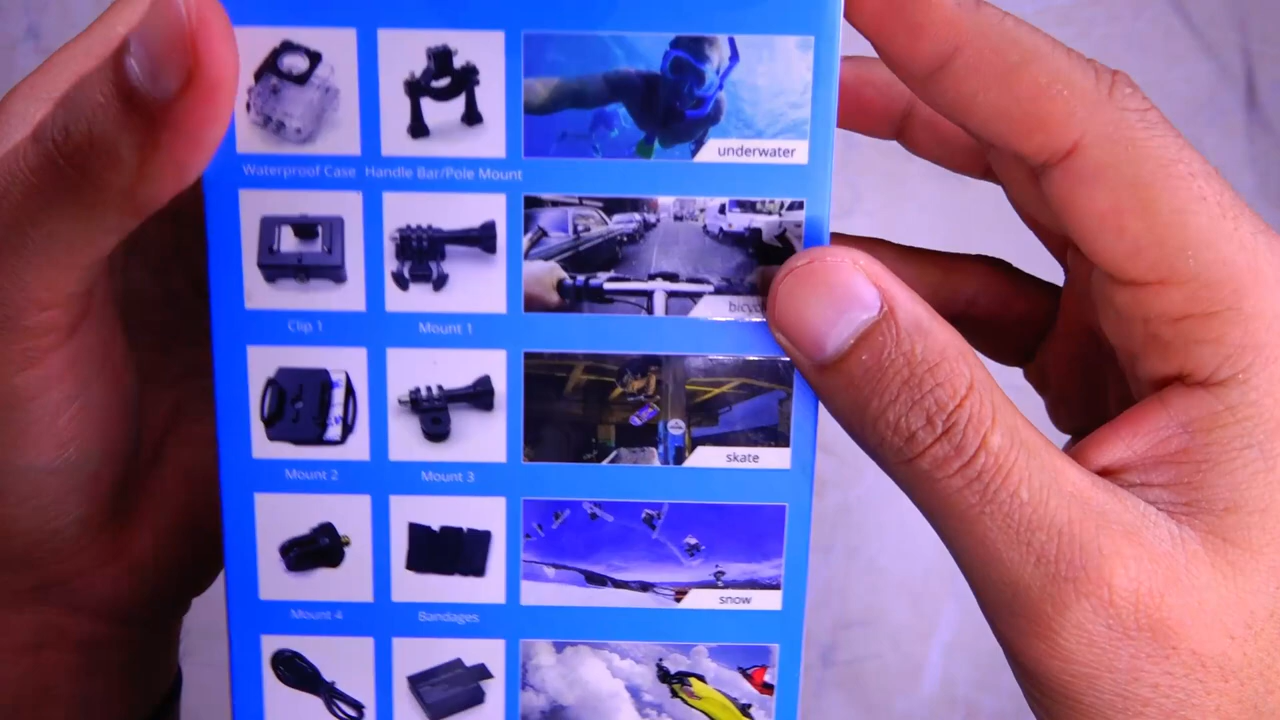 underwater
Waterproof Case Handle Bar/Pole Mount
Clip 1 Mount 1
skate
Mount 2 Mount 3
snow
Mount 4 Bandages